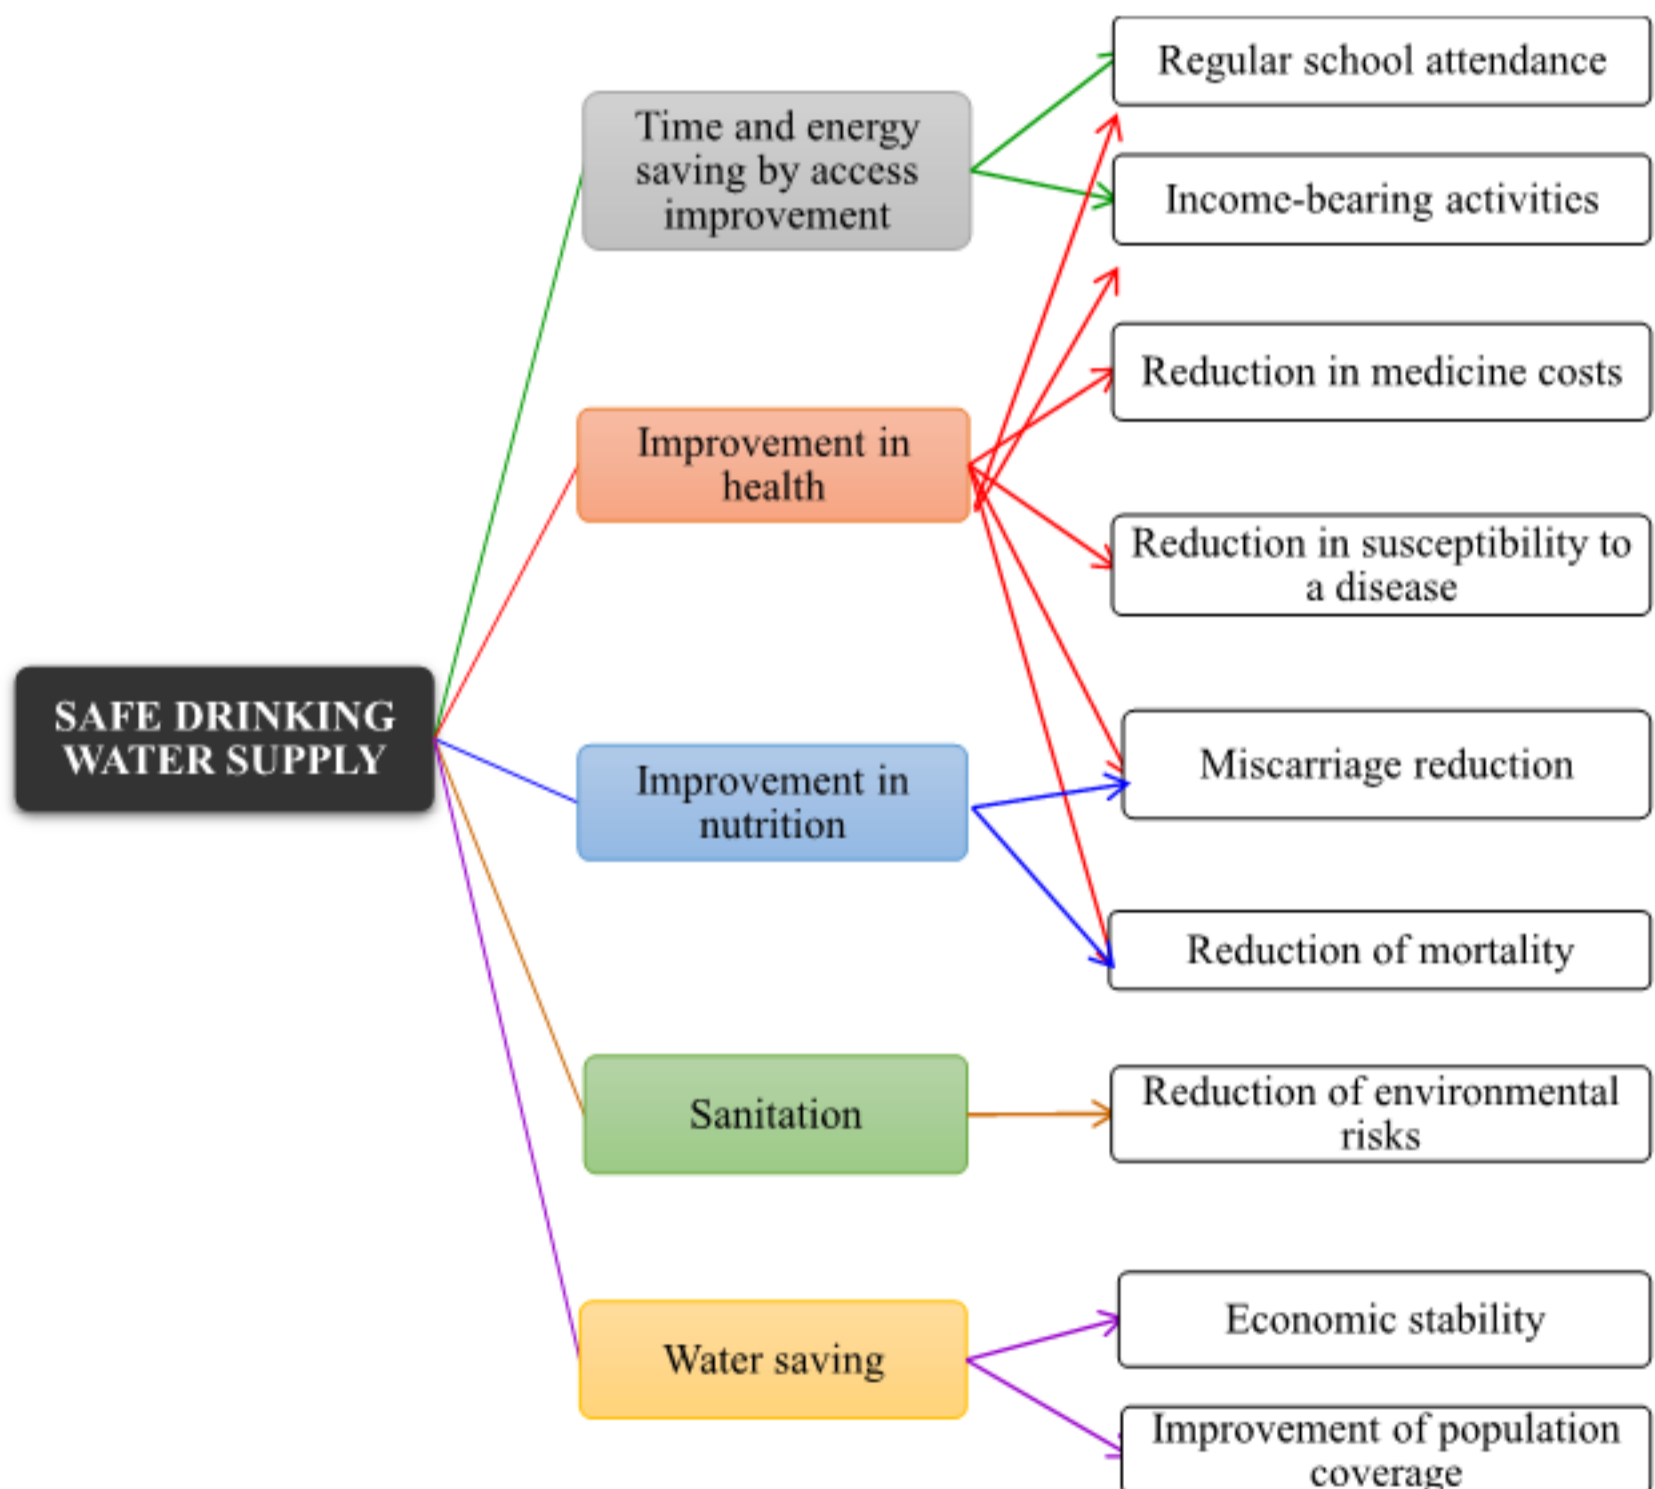 Regular school attendance
Time and energy
saving by access
improvement
Income-bearing activities
Reduction in medicine costs
Improvement in
health
Reduction in susceptibility to
a disease
SAFE DRINKING
WATER SUPPLY
Improvement in
nutrition
Miscarriage reduction
Reduction of mortality
Sanitation
Reduction of environmental
risks
Economic stability
Water saving
Improvement of population
coverage